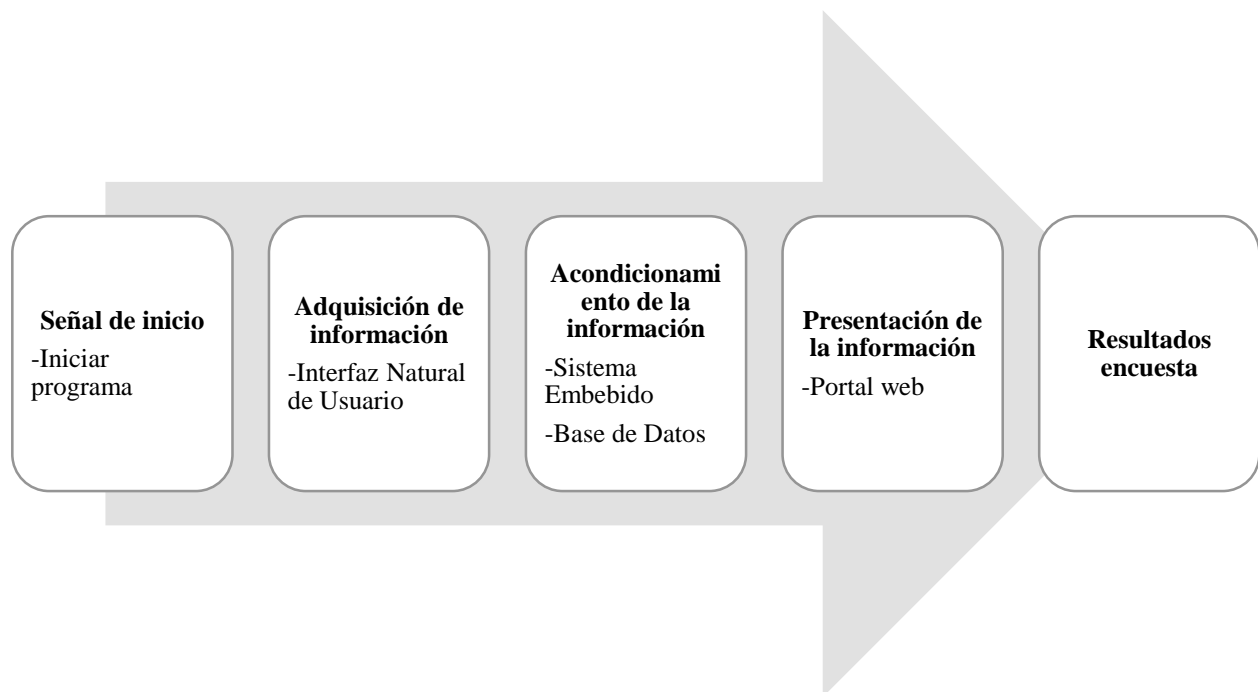 Señal de inicio
-Iniciar
programa
Adquisición de
información
-Interfaz Natural
de Usuario
Acondicionami
ento de la
información
-Sistema
Embebido
-Base de Datos
Presentación de
la información
-Portal web
Resultados
encuesta